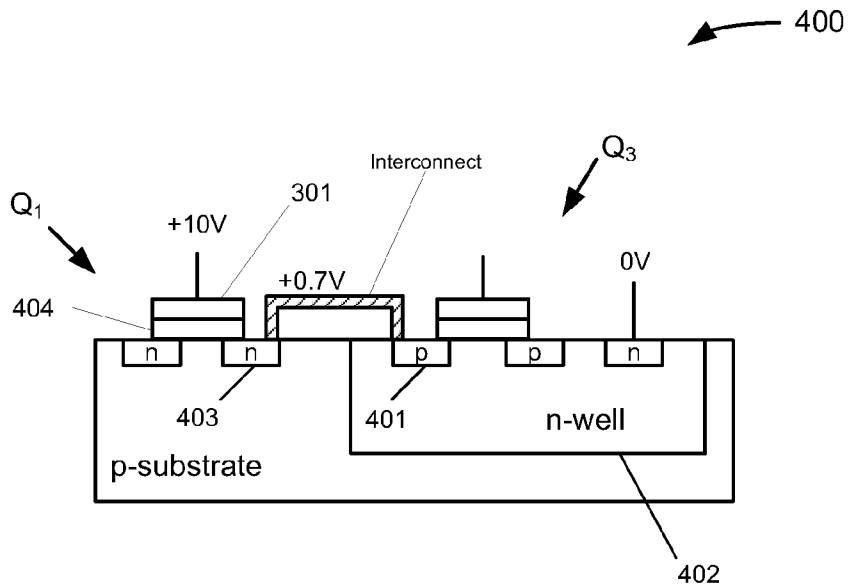 400
Q3
Interconnect
Q1
301
+10V
+0.7V
0V
404
n
n
p
p
n
403
401
n-well
p-substrate
402